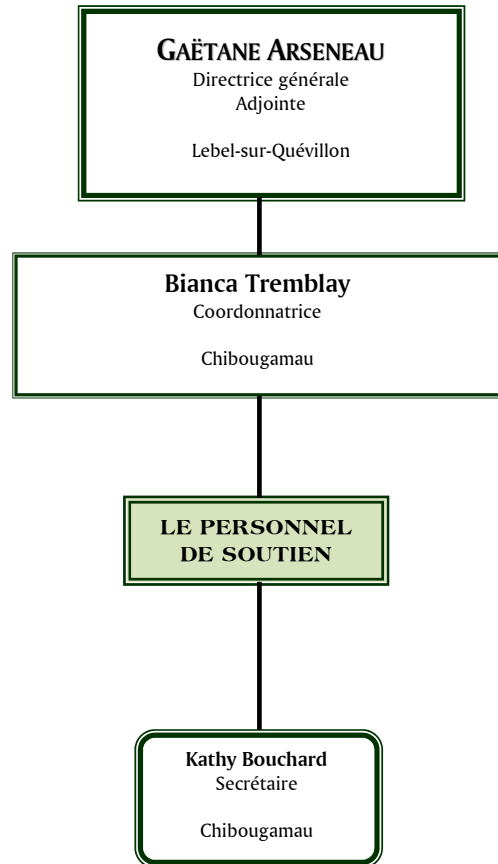 GAËTANE ARSENEAU
Directrice générale
Adjointe
Lebel-sur-Quévillon
Bianca Tremblay
Coordonnatrice
Chibougamau
LE PERSONNEL
DE SOUTIEN
Kathy Bouchard
Secrétaire
Chibougamau